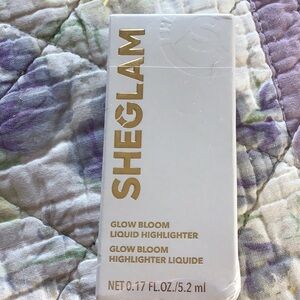 SHEGLAM
GLOW BLOOM
LIQUID HIGHLIGHTER
GLOW BLOOM
HIGHLIGHTER LIQUIDE
NET 0.17 FL.OZ./5.2 ml